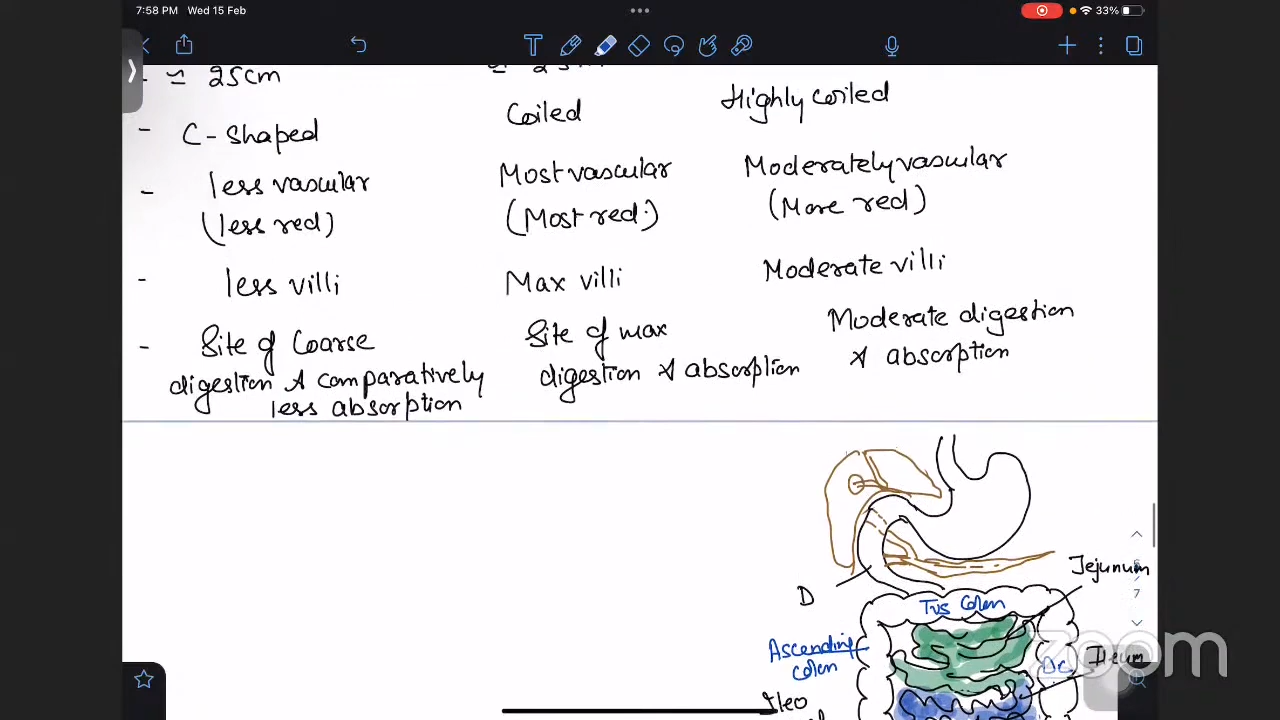 7:58 PM Wed 15 Feb
33%
- ≃ 25cm
- C-shaped
Coiled
Highly coiled
- less vascular
(less red)
Most vascular
(Most red.)
Moderately vascular
(More red)
- less villi
Max villi
Moderate villi
- Site of Coarse
digestion & comparatively
less absorption
Site of max
digestion & absorption
Moderate digestion
& absorption
D
Jejunum
Tvs Colon
Ascending
colon
DC
Ileum
Ileo
7
zoom